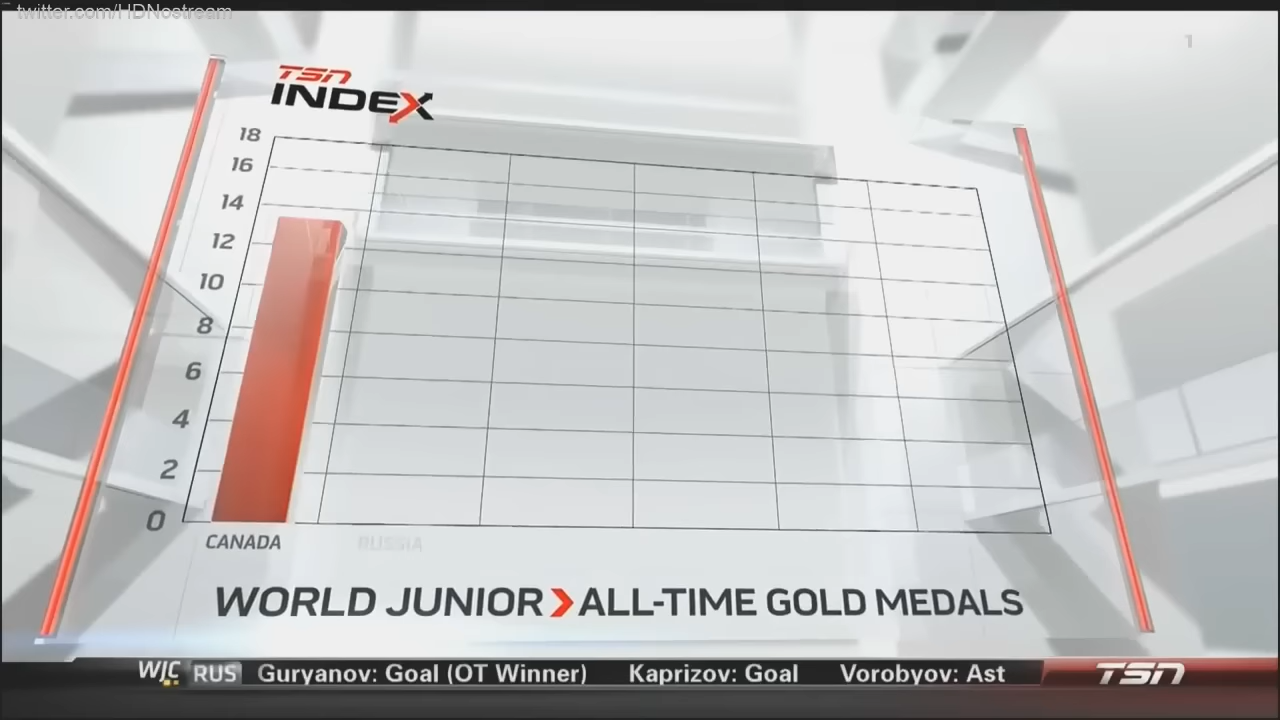 twitter.com/HDNostream
1
TSN
INDEX
18
16
14
12
10
8
6
4
2
0
CANADA
RUSSIA
WORLD JUNIOR > ALL-TIME GOLD MEDALS
WJC RUS Guryanov: Goal (OT Winner) Kaprizov: Goal Vorobyov: Ast TSN